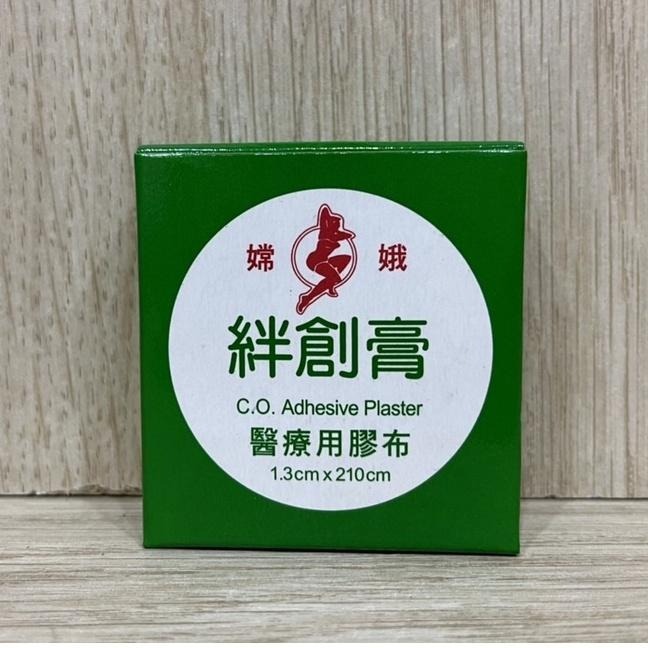 嫦 娥
絆創膏
C.O. Adhesive Plaster
醫療用膠布
1.3cm x 210cm